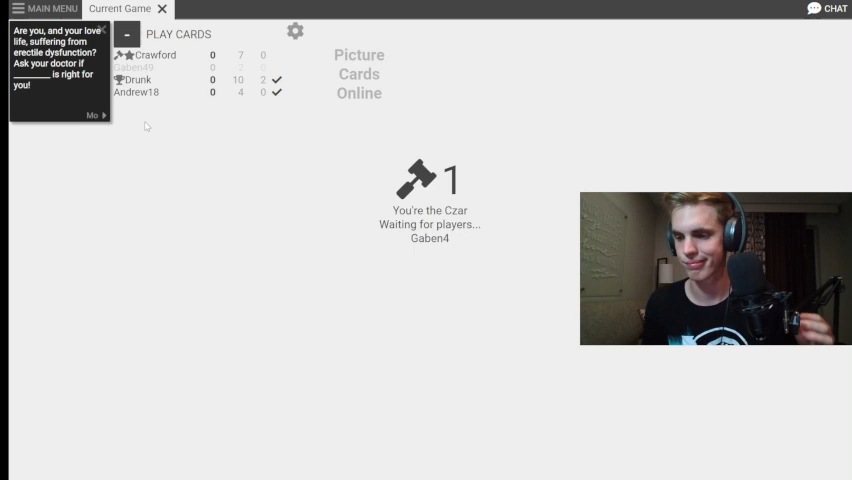 MAIN MENU
Current Game
CHAT
Are you, and your love
life, suffering from
erectile dysfunction?
Ask your doctor if
________ is right for
you!
Mo
- PLAY CARDS
Crawford 0 7 0
Gaben49 0 2 0
Drunk 0 10 2
Andrew18 0 4 0
Picture
Cards
Online
1
You're the Czar
Waiting for players...
Gaben4